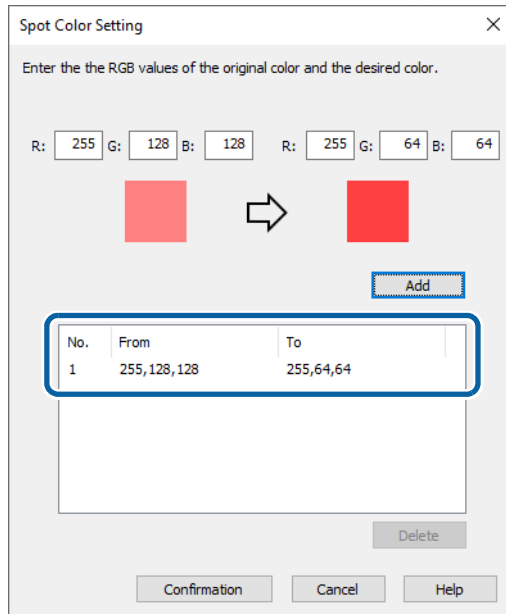 Spot Color Setting
Enter the the RGB values of the original color and the desired color.
R: 255 G: 128 B: 128 R: 255 G: 64 B: 64
Add
No. From To
1 255,128,128 255,64,64
Delete
Confirmation Cancel Help